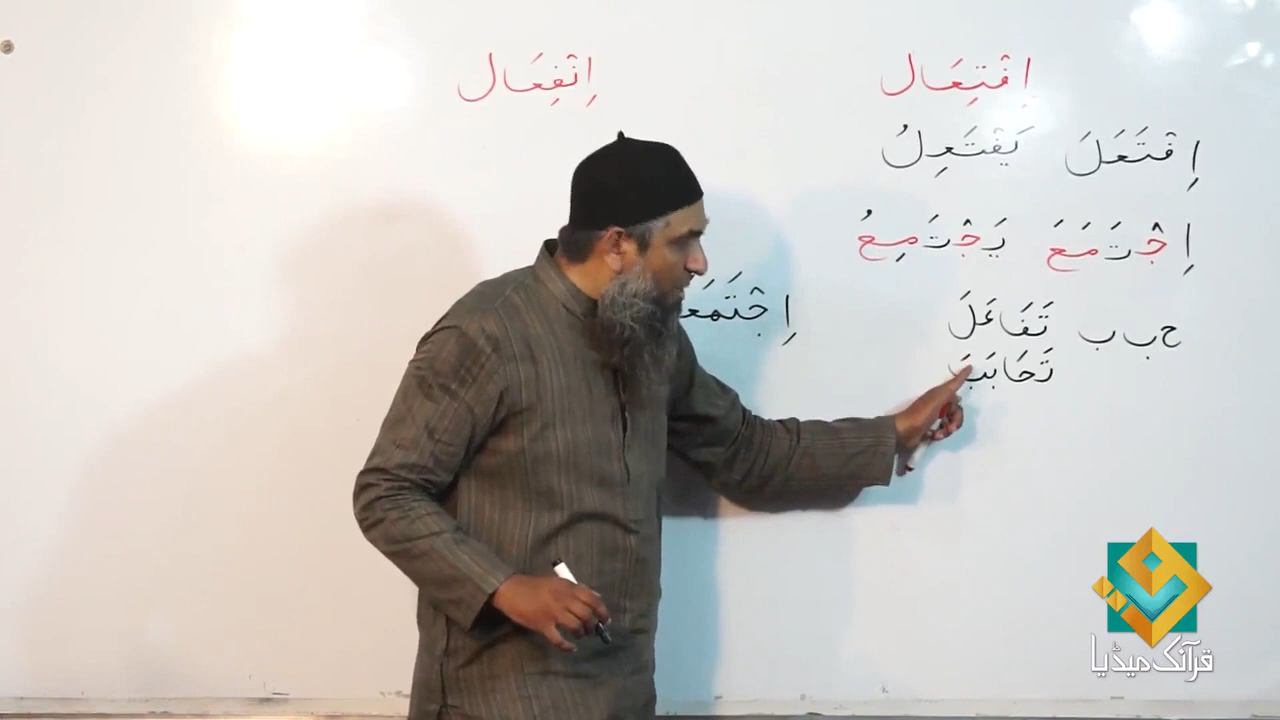 اِفْتِعَال اِنْفِعَال
اِفْتَعَلَ يَفْتَعِلُ
اِجْتَمَعَ يَجْتَمِعُ
ح ب ب تَفَاعَلَ
تَحَابَبَ
اِجْتَمَعَ
قرآنک میڈیا